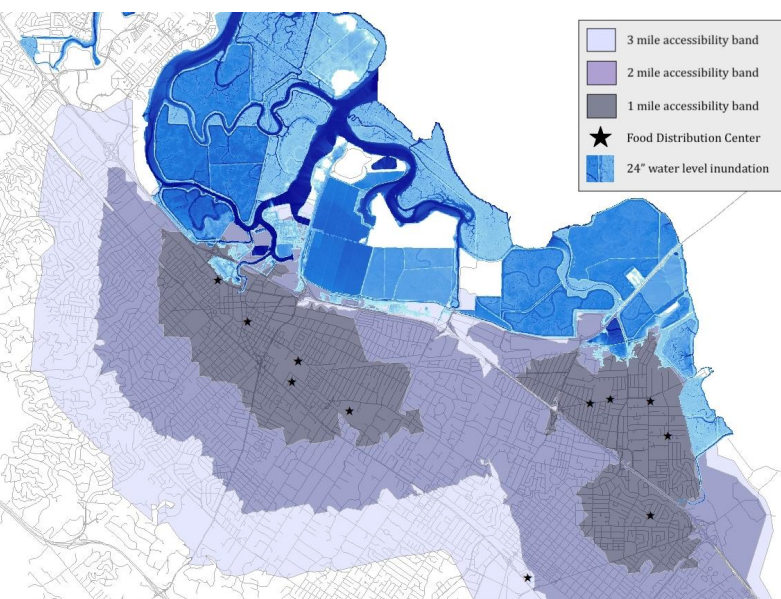 3 mile accessibility band
2 mile accessibility band
1 mile accessibility band
Food Distribution Center
24" water level inundation